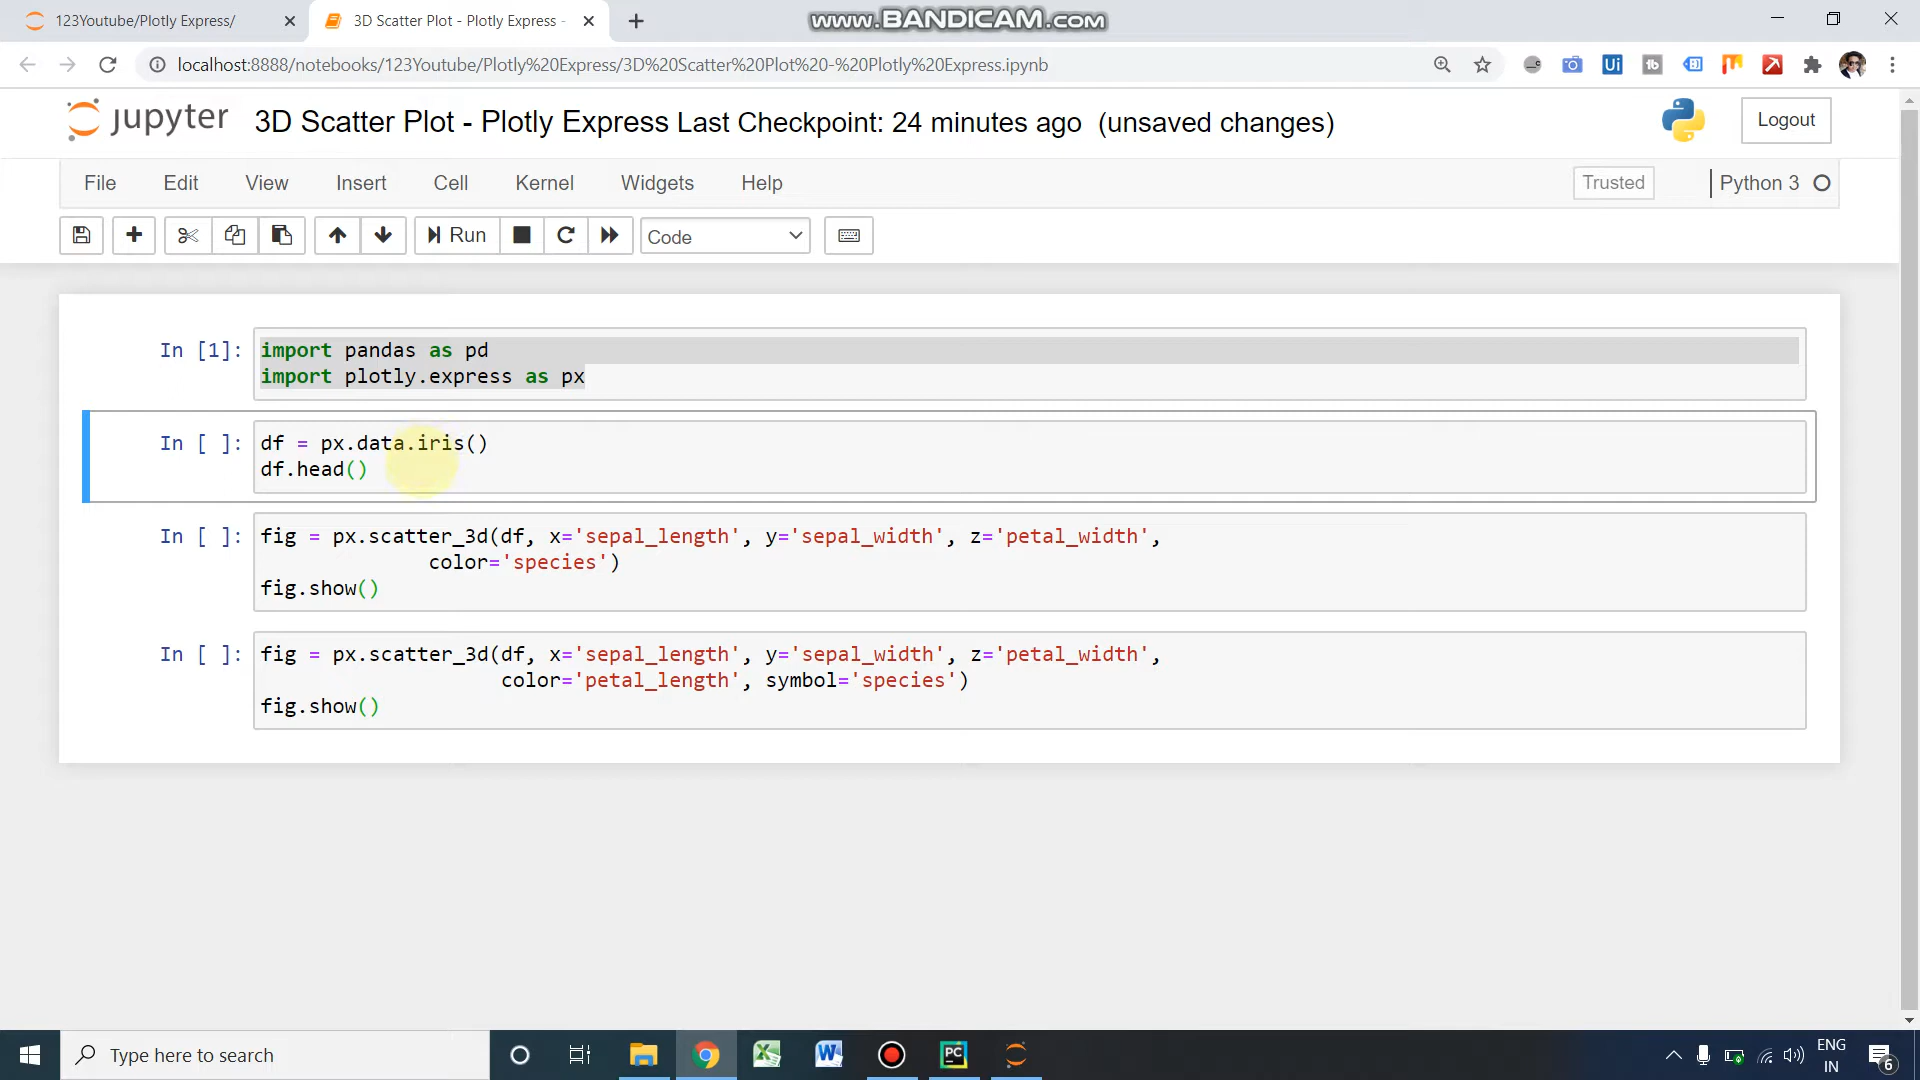 123Youtube/Plotly Express/
3D Scatter Plot - Plotly Express -
www.BANDICAM.com
localhost:8888/notebooks/123Youtube/Plotly%20Express/3D%20Scatter%20Plot%20-%20Plotly%20Express.ipynb
Ui
jupyter 3D Scatter Plot - Plotly Express Last Checkpoint: 24 minutes ago (unsaved changes)
Logout
File Edit View Insert Cell Kernel Widgets Help
Trusted
Python 3
Run
Code
In [1]: import pandas as pd
import plotly.express as px
In [ ]: df = px.data.iris()
df.head()
In [ ]: fig = px.scatter_3d(df, x='sepal_length', y='sepal_width', z='petal_width',
color='species')
fig.show()
In [ ]: fig = px.scatter_3d(df, x='sepal_length', y='sepal_width', z='petal_width',
color='petal_length', symbol='species')
fig.show()
Type here to search
PC
ENG
IN
6